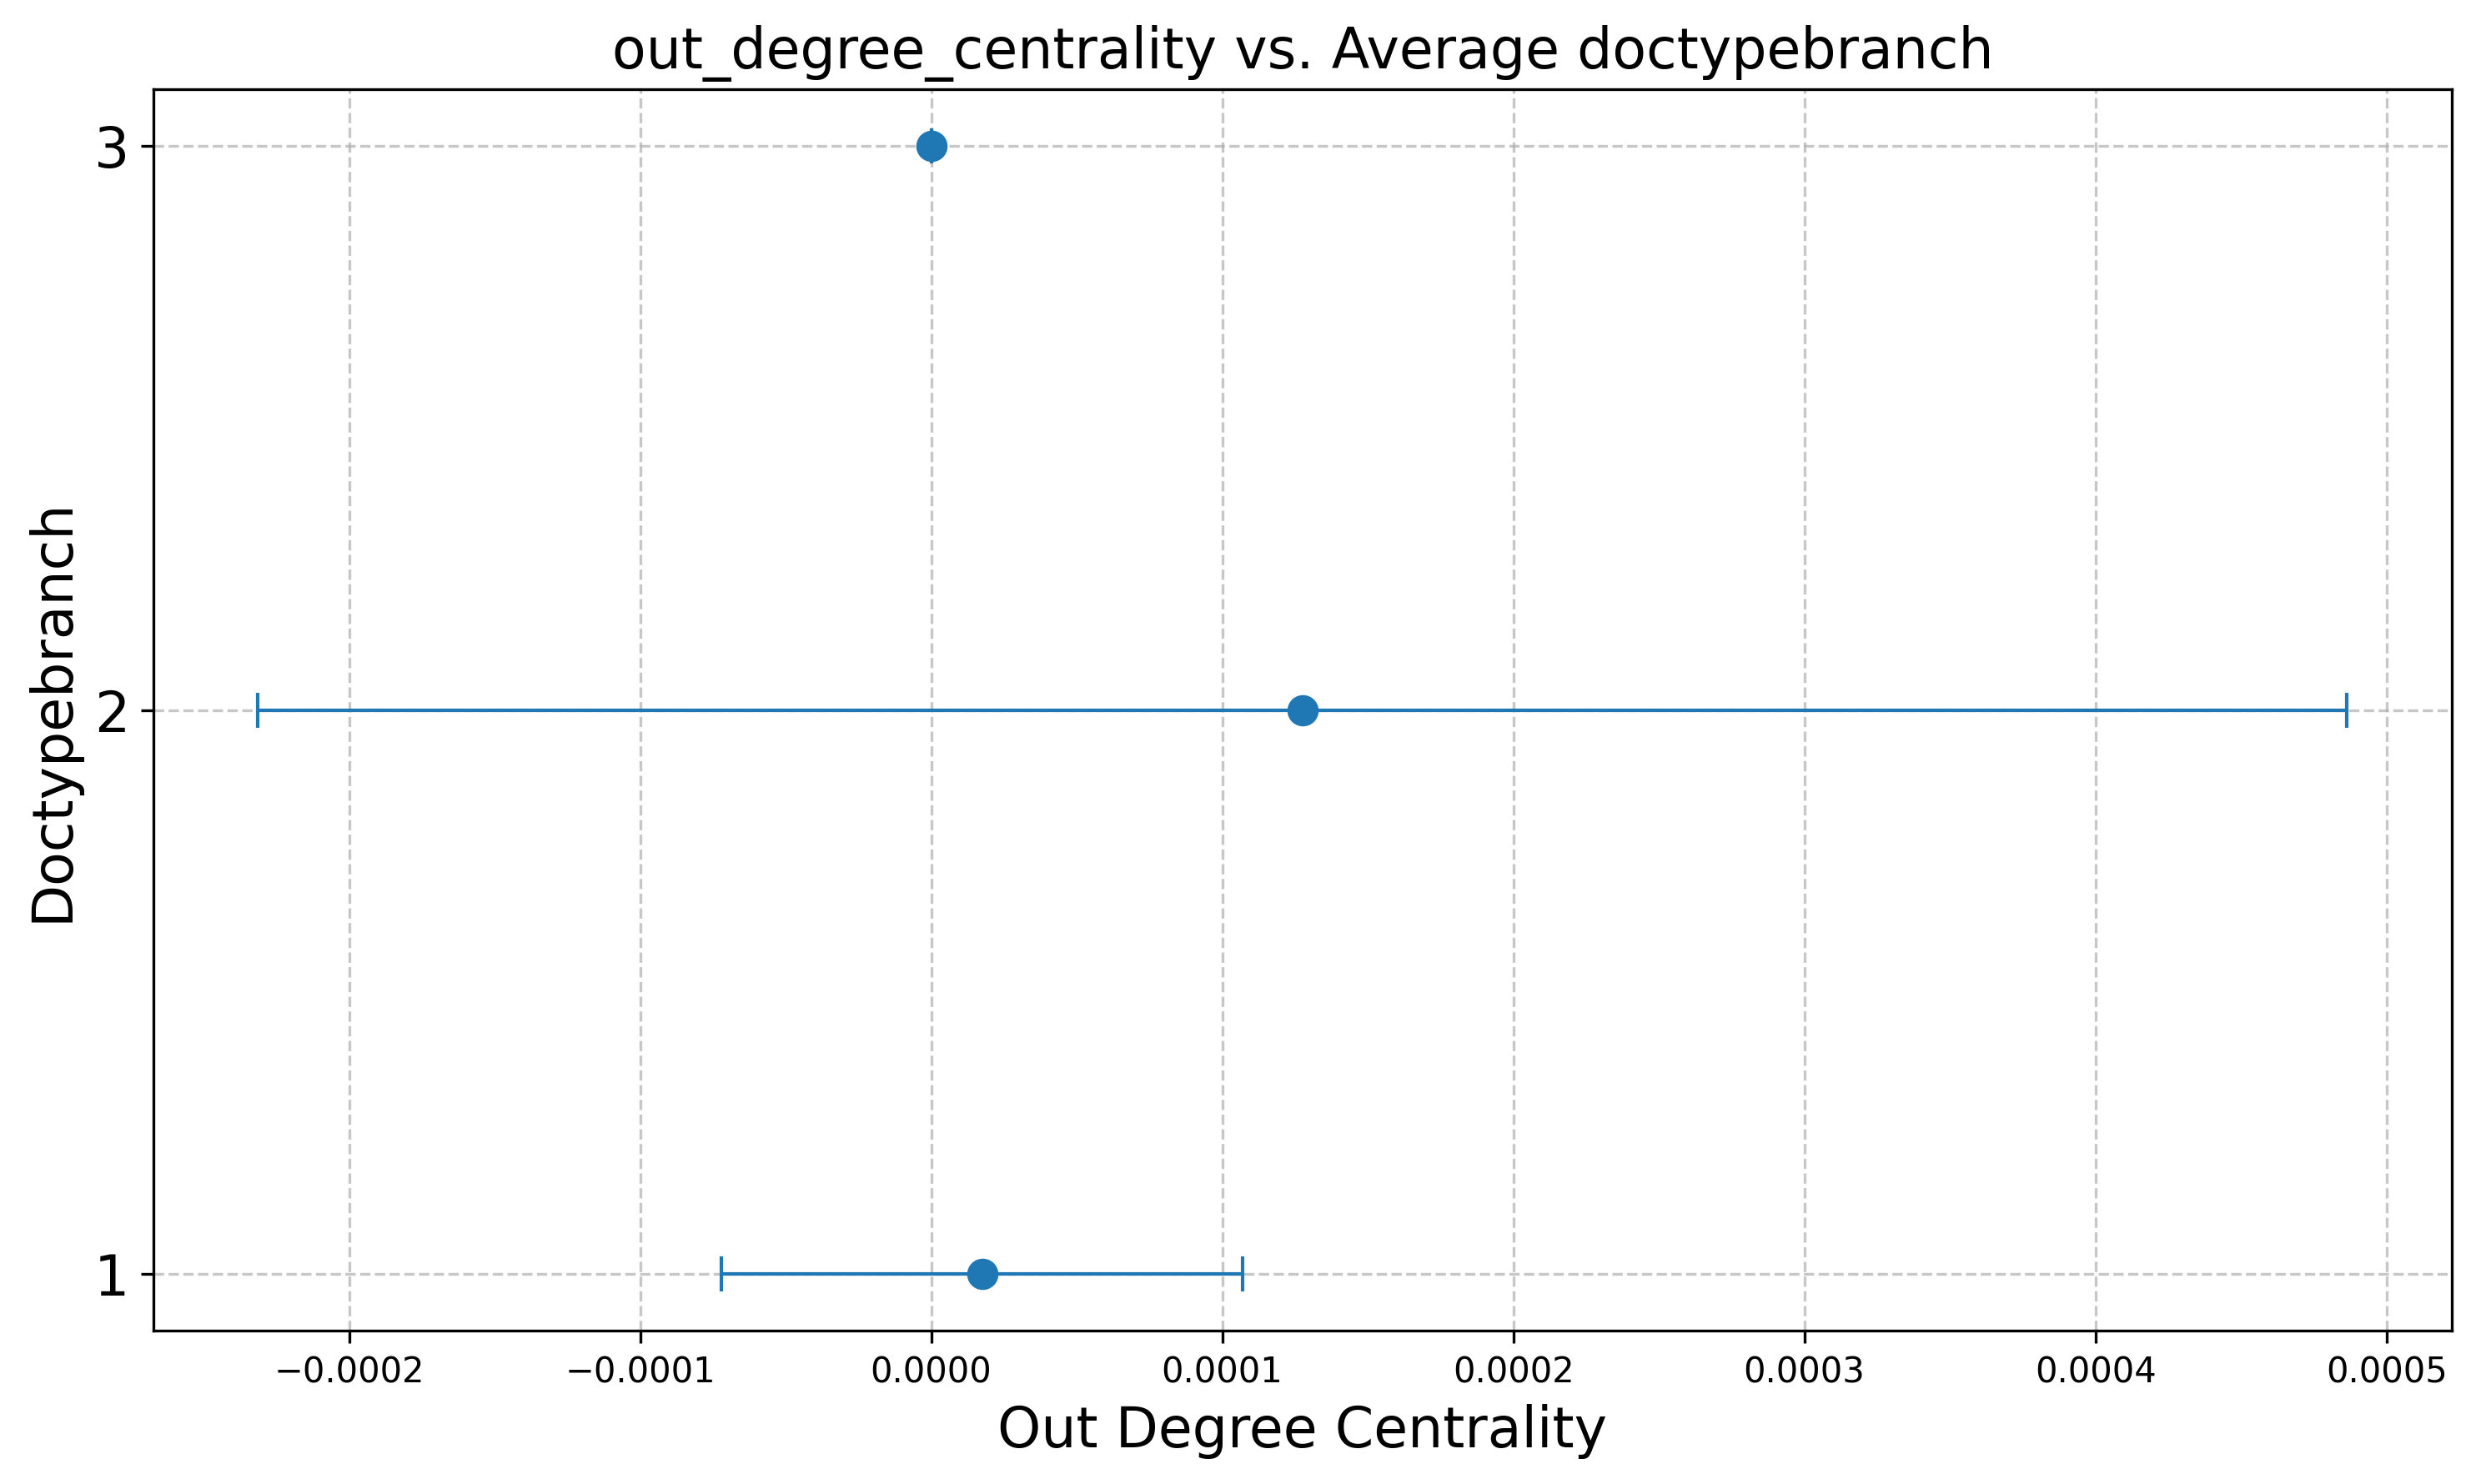 out_degree_centrality vs. Average doctypebranch
3
2
1
Doctypebranch
−0.0002 −0.0001 0.0000 0.0001 0.0002 0.0003 0.0004 0.0005
Out Degree Centrality